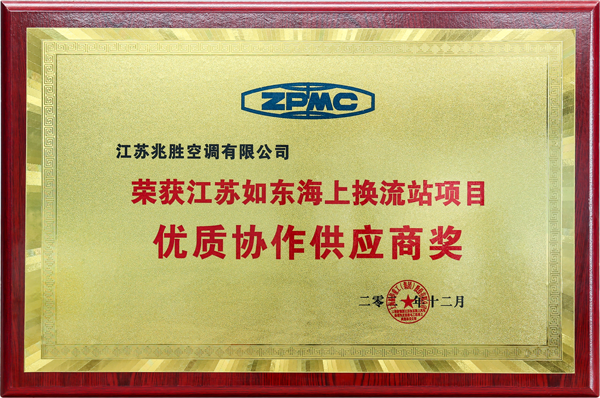 ZPMC
江苏兆胜空调有限公司
荣获江苏如东海上换流站项目
优质协作供应商奖
二零 年十二月